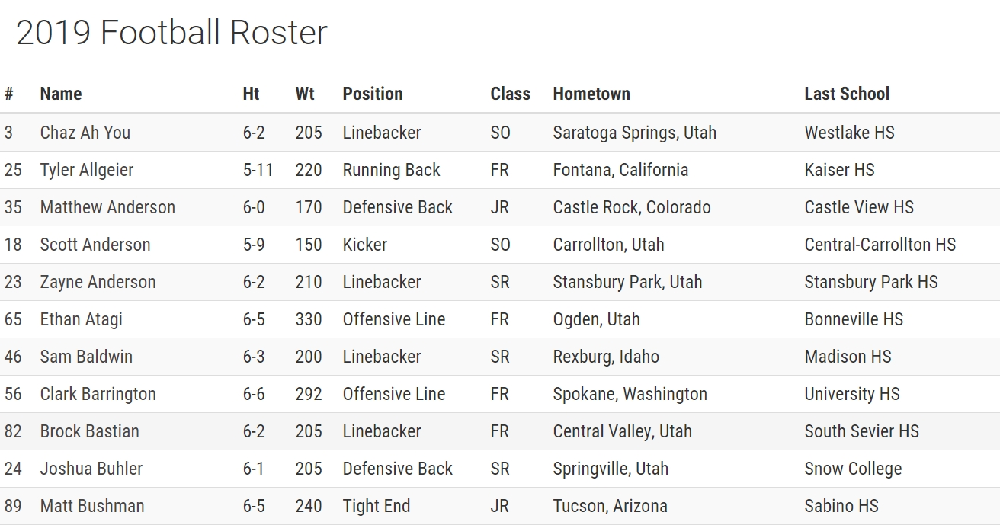 2019 Football Roster
# Name Ht Wt Position Class Hometown Last School
3 Chaz Ah You 6-2 205 Linebacker SO Saratoga Springs, Utah Westlake HS
25 Tyler Allgeier 5-11 220 Running Back FR Fontana, California Kaiser HS
35 Matthew Anderson 6-0 170 Defensive Back JR Castle Rock, Colorado Castle View HS
18 Scott Anderson 5-9 150 Kicker SO Carrollton, Utah Central-Carrollton HS
23 Zayne Anderson 6-2 210 Linebacker SR Stansbury Park, Utah Stansbury Park HS
65 Ethan Atagi 6-5 330 Offensive Line FR Ogden, Utah Bonneville HS
46 Sam Baldwin 6-3 200 Linebacker SR Rexburg, Idaho Madison HS
56 Clark Barrington 6-6 292 Offensive Line FR Spokane, Washington University HS
82 Brock Bastian 6-2 205 Linebacker FR Central Valley, Utah South Sevier HS
24 Joshua Buhler 6-1 205 Defensive Back SR Springville, Utah Snow College
89 Matt Bushman 6-5 240 Tight End JR Tucson, Arizona Sabino HS